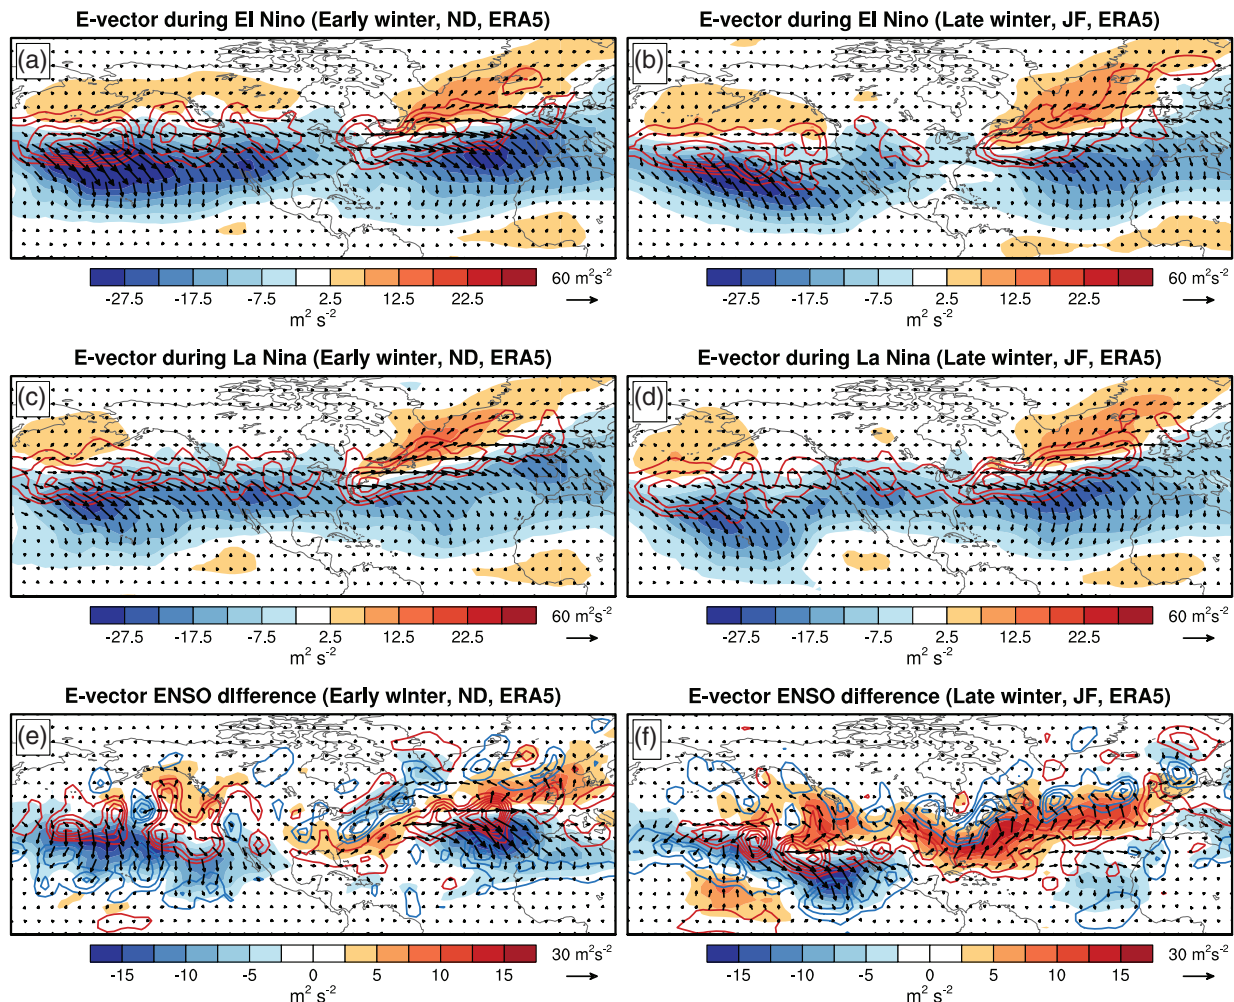 E-vector during El Nino (Early winter, ND, ERA5)
E-vector during El Nino (Late winter, JF, ERA5)
(a)
(b)
-27.5 -17.5 -7.5 2.5 12.5 22.5 60 m²s⁻²
m² s⁻²
-27.5 -17.5 -7.5 2.5 12.5 22.5 60 m²s⁻²
m² s⁻²
E-vector during La Nina (Early winter, ND, ERA5)
E-vector during La Nina (Late winter, JF, ERA5)
(c)
(d)
-27.5 -17.5 -7.5 2.5 12.5 22.5 60 m²s⁻²
m² s⁻²
-27.5 -17.5 -7.5 2.5 12.5 22.5 60 m²s⁻²
m² s⁻²
E-vector ENSO difference (Early winter, ND, ERA5)
E-vector ENSO difference (Late winter, JF, ERA5)
(e)
(f)
-15 -10 -5 0 5 10 15 30 m²s⁻²
m² s⁻²
-15 -10 -5 0 5 10 15 30 m²s⁻²
m² s⁻²